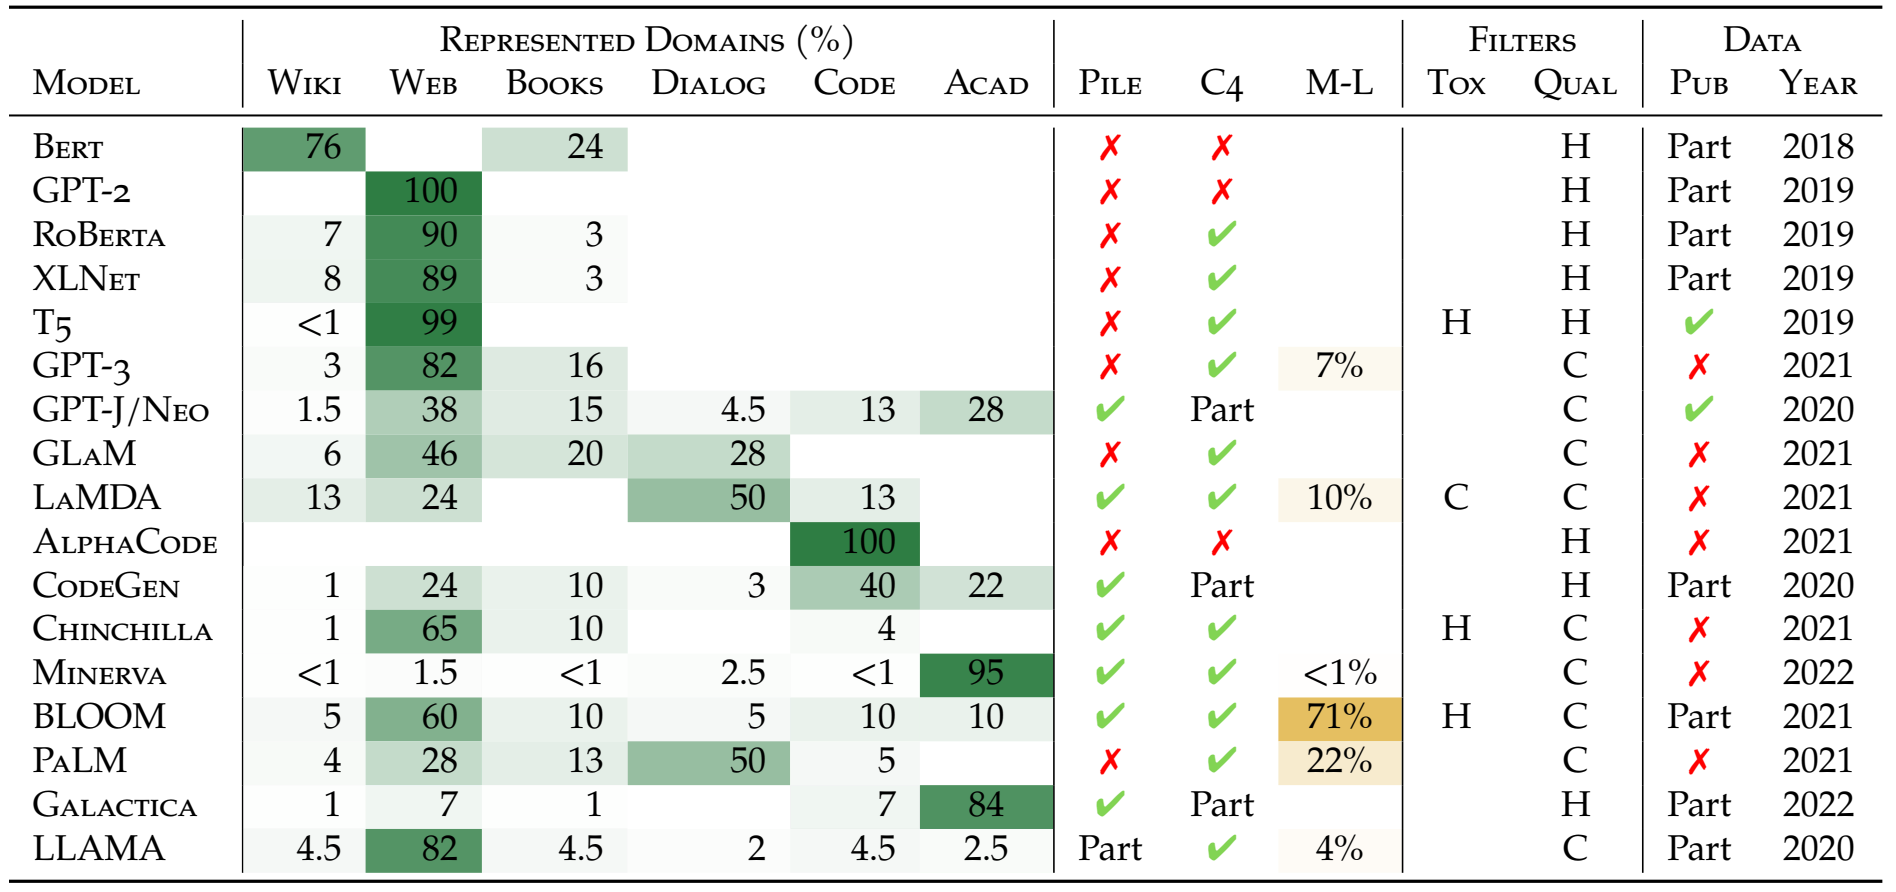 REPRESENTED DOMAINS (%) FILTERS DATA
MODEL WIKI WEB BOOKS DIALOG CODE ACAD PILE C4 M-L TOX QUAL PUB YEAR
BERT 76 24 ✗ ✗ H Part 2018
GPT-2 100 ✗ ✗ H Part 2019
ROBERTA 7 90 3 ✗ ✓ H Part 2019
XLNET 8 89 3 ✗ ✓ H Part 2019
T5 <1 99 ✗ ✓ H H ✓ 2019
GPT-3 3 82 16 ✗ ✓ 7% C ✗ 2021
GPT-J/NEO 1.5 38 15 4.5 13 28 ✓ Part C ✓ 2020
GLAM 6 46 20 28 ✗ ✓ C ✗ 2021
LAMDA 13 24 50 13 ✓ ✓ 10% C C ✗ 2021
ALPHACODE 100 ✗ ✗ H ✗ 2021
CODEGEN 1 24 10 3 40 22 ✓ Part H Part 2020
CHINCHILLA 1 65 10 4 ✓ ✓ H C ✗ 2021
MINERVA <1 1.5 <1 2.5 <1 95 ✓ ✓ <1% C ✗ 2022
BLOOM 5 60 10 5 10 10 ✓ ✓ 71% H C Part 2021
PALM 4 28 13 50 5 ✗ ✓ 22% C ✗ 2021
GALACTICA 1 7 1 7 84 ✓ Part H Part 2022
LLAMA 4.5 82 4.5 2 4.5 2.5 Part ✓ 4% C Part 2020